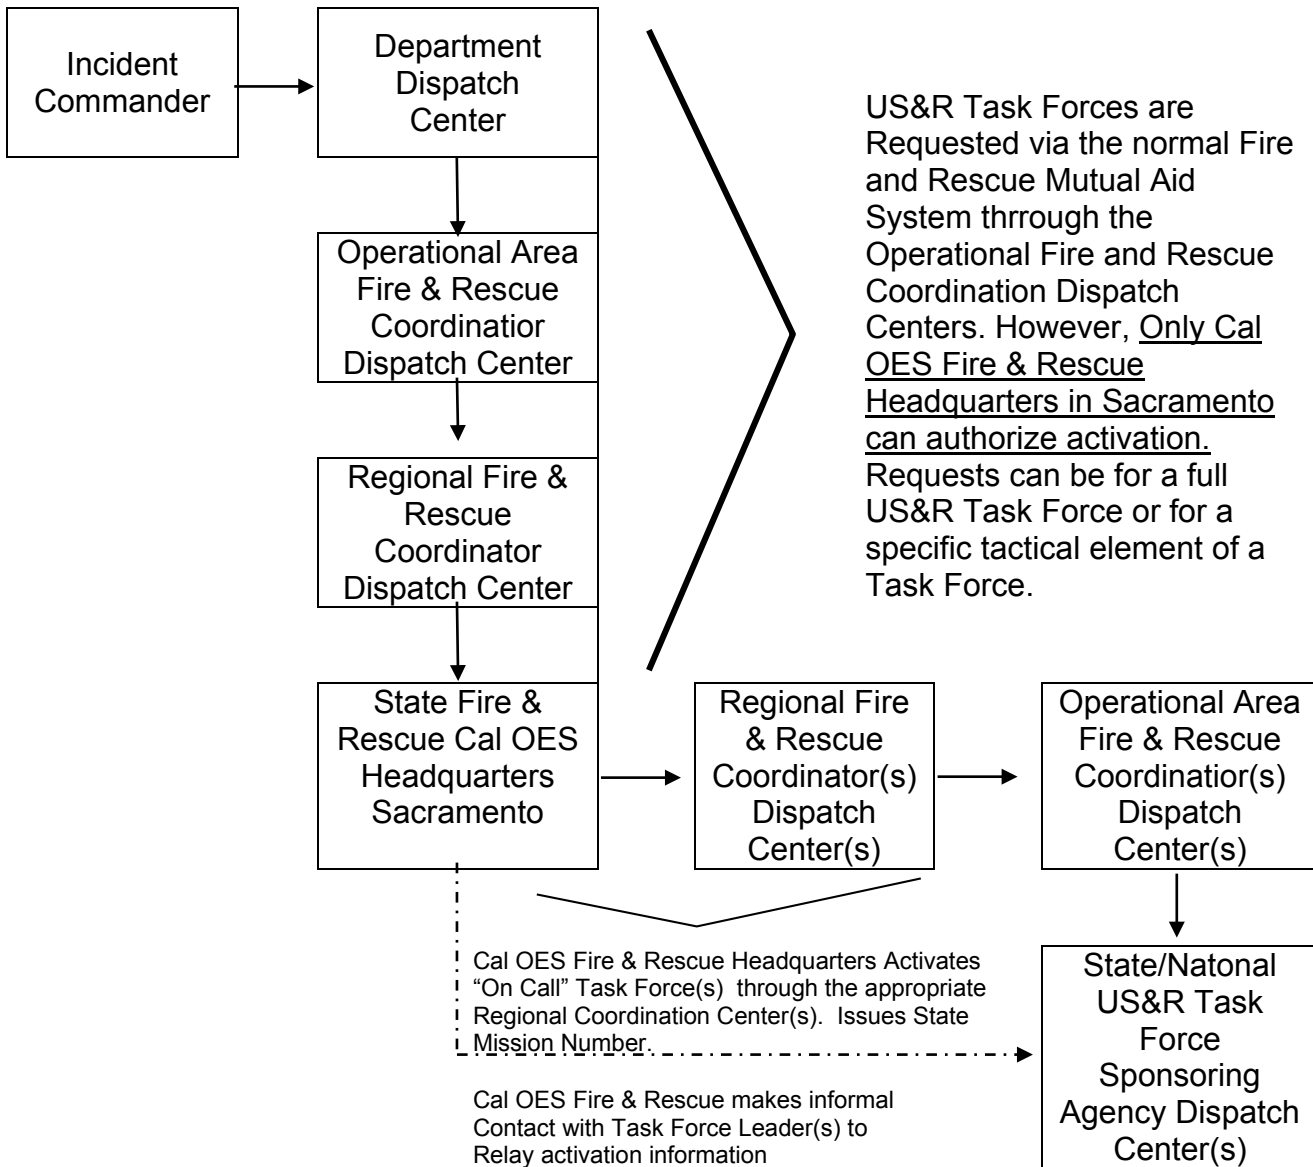 Incident
Commander
Department
Dispatch
Center
Operational Area
Fire & Rescue
Coordinatior
Dispatch Center
Regional Fire &
Rescue
Coordinator
Dispatch Center
US&R Task Forces are
Requested via the normal Fire
and Rescue Mutual Aid
System thrrough the
Operational Fire and Rescue
Coordination Dispatch
Centers. However, Only Cal
OES Fire & Rescue
Headquarters in Sacramento
can authorize activation.
Requests can be for a full
US&R Task Force or for a
specific tactical element of a
Task Force.
State Fire &
Rescue Cal OES
Headquarters
Sacramento
Regional Fire
& Rescue
Coordinator(s)
Dispatch
Center(s)
Operational Area
Fire & Rescue
Coordinatior(s)
Dispatch
Center(s)
Cal OES Fire & Rescue Headquarters Activates
“On Call” Task Force(s) through the appropriate
Regional Coordination Center(s). Issues State
Mission Number.
Cal OES Fire & Rescue makes informal
Contact with Task Force Leader(s) to
Relay activation information
State/Natonal
US&R Task
Force
Sponsoring
Agency Dispatch
Center(s)